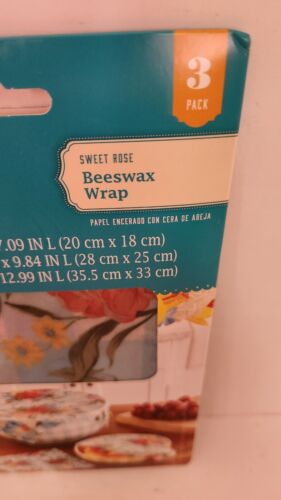 3
PACK
SWEET ROSE
Beeswax
Wrap
PAPEL ENCERADO CON CERA DE ABEJA
7.09 IN L (20 cm x 18 cm)
x 9.84 IN L (28 cm x 25 cm)
12.99 IN L (35.5 cm x 33 cm)